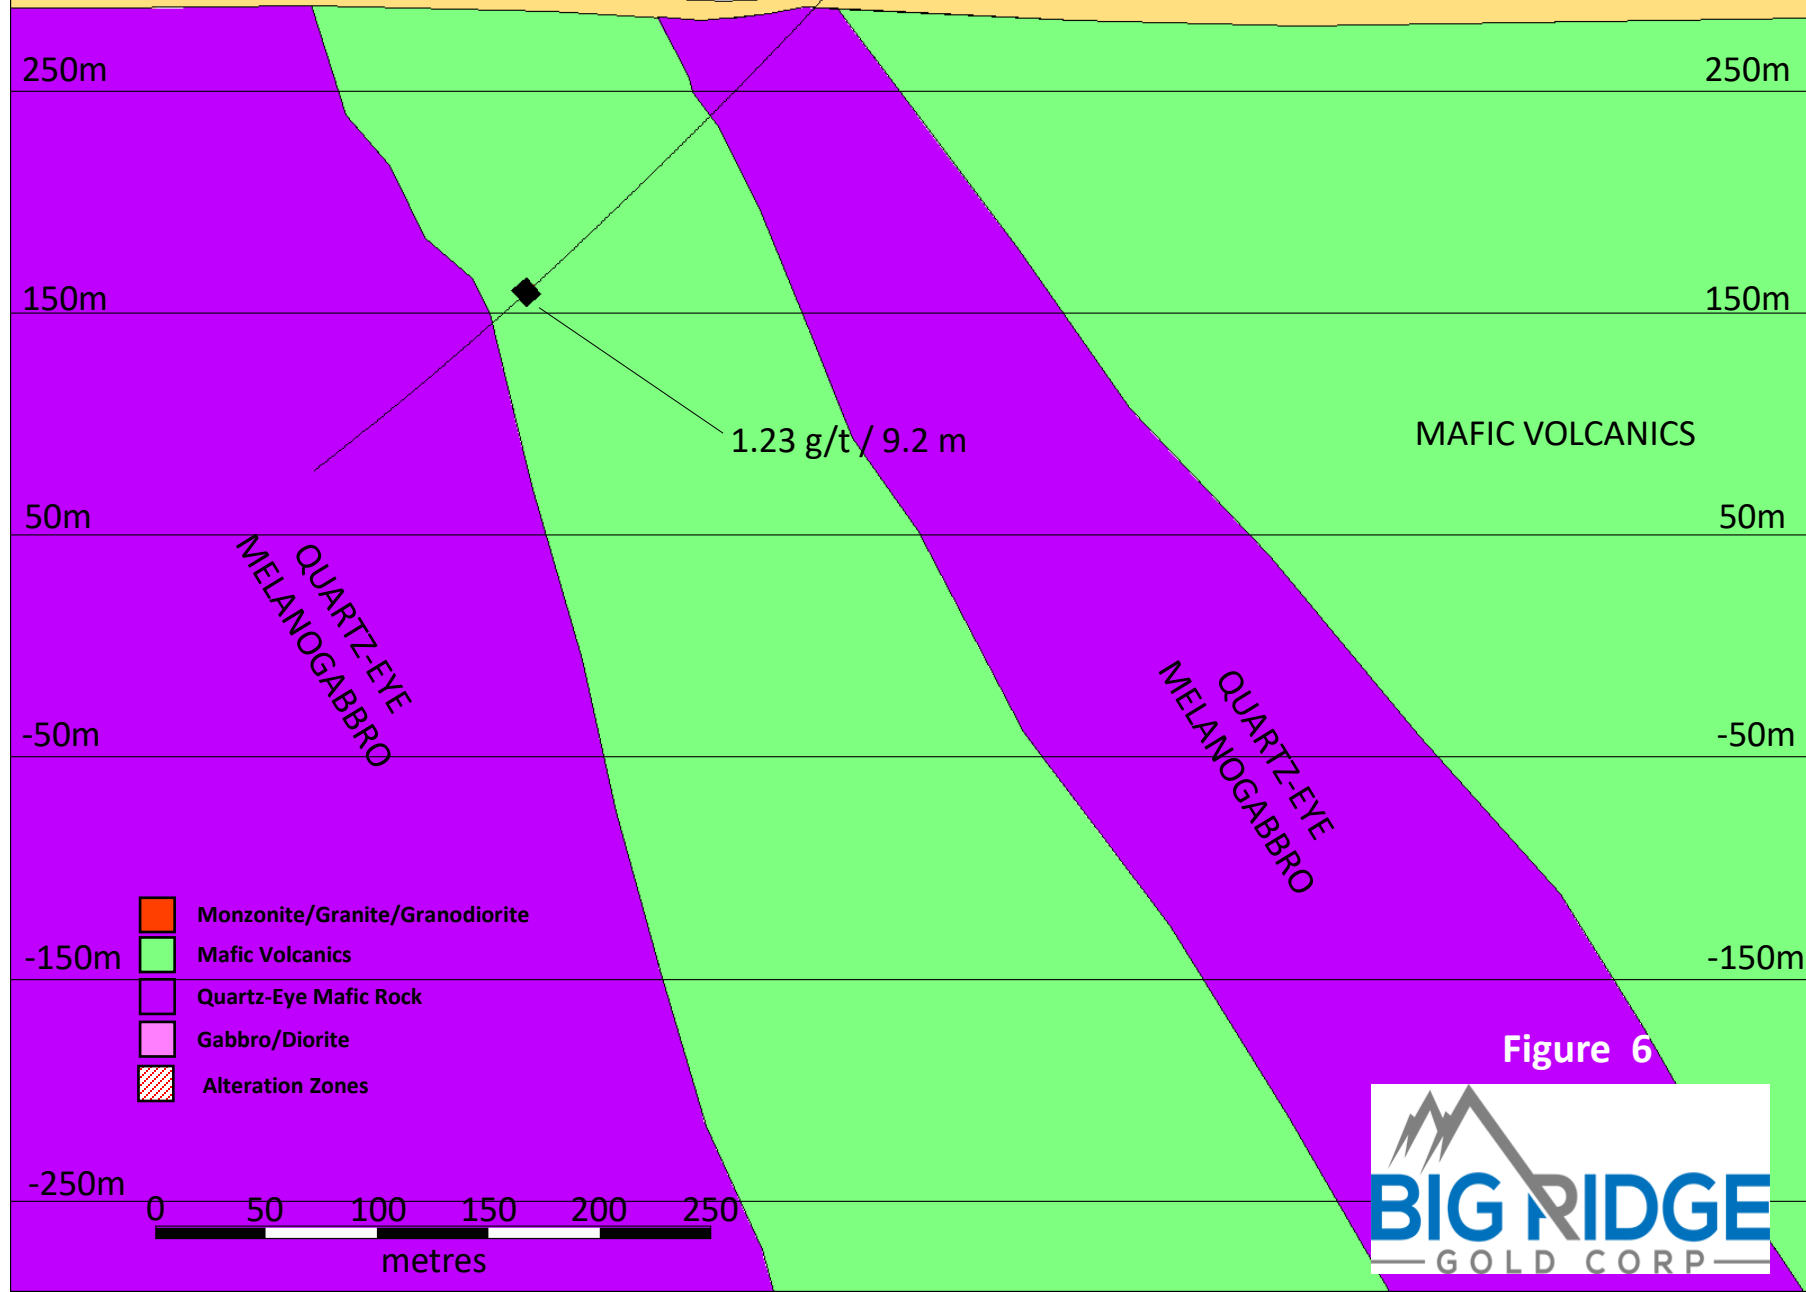 250m 250m
150m 150m
1.23 g/t / 9.2 m
MAFIC VOLCANICS
50m 50m
QUARTZ-EYE
MELANOGABBRO
QUARTZ-EYE
MELANOGABBRO
-50m -50m
Monzonite/Granite/Granodiorite
Mafic Volcanics
-150m -150m
Quartz-Eye Mafic Rock
Gabbro/Diorite
Alteration Zones
Figure 6
-250m
0 50 100 150 200 250
metres
BIG RIDGE
GOLD CORP